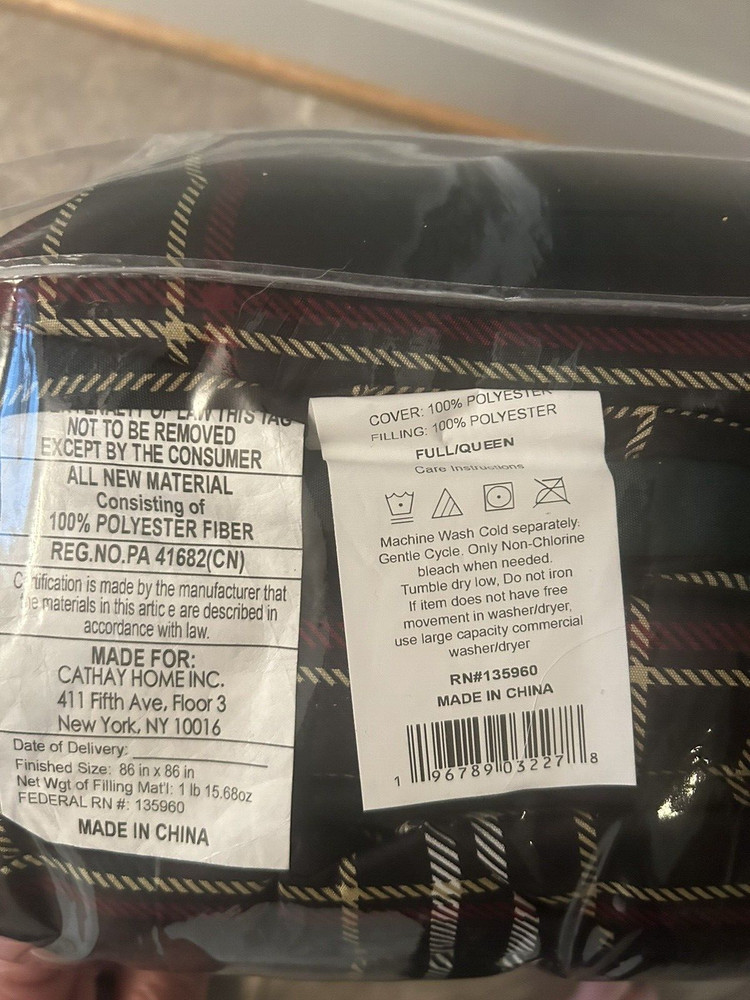 PENALTY OF LAW THIS TAG
NOT TO BE REMOVED
EXCEPT BY THE CONSUMER
ALL NEW MATERIAL
Consisting of
100% POLYESTER FIBER
REG.NO.PA 41682(CN)
Certification is made by the manufacturer that
the materials in this artic e are described in
accordance with law.
MADE FOR:
CATHAY HOME INC.
411 Fifth Ave, Floor 3
New York, NY 10016
Date of Delivery:
Finished Size: 86 in x 86 in
Net Wgt of Filling Mat'l: 1 lb 15.68oz
FEDERAL RN #: 135960
MADE IN CHINA
COVER: 100% POLYESTER
FILLING: 100% POLYESTER
FULL/QUEEN
Care Instructions
Machine Wash Cold separately.
Gentle Cycle. Only Non-Chlorine
bleach when needed.
Tumble dry low, Do not iron
If item does not have free
movement in washer/dryer,
use large capacity commercial
washer/dryer
RN#135960
MADE IN CHINA
1 96789 03227 8